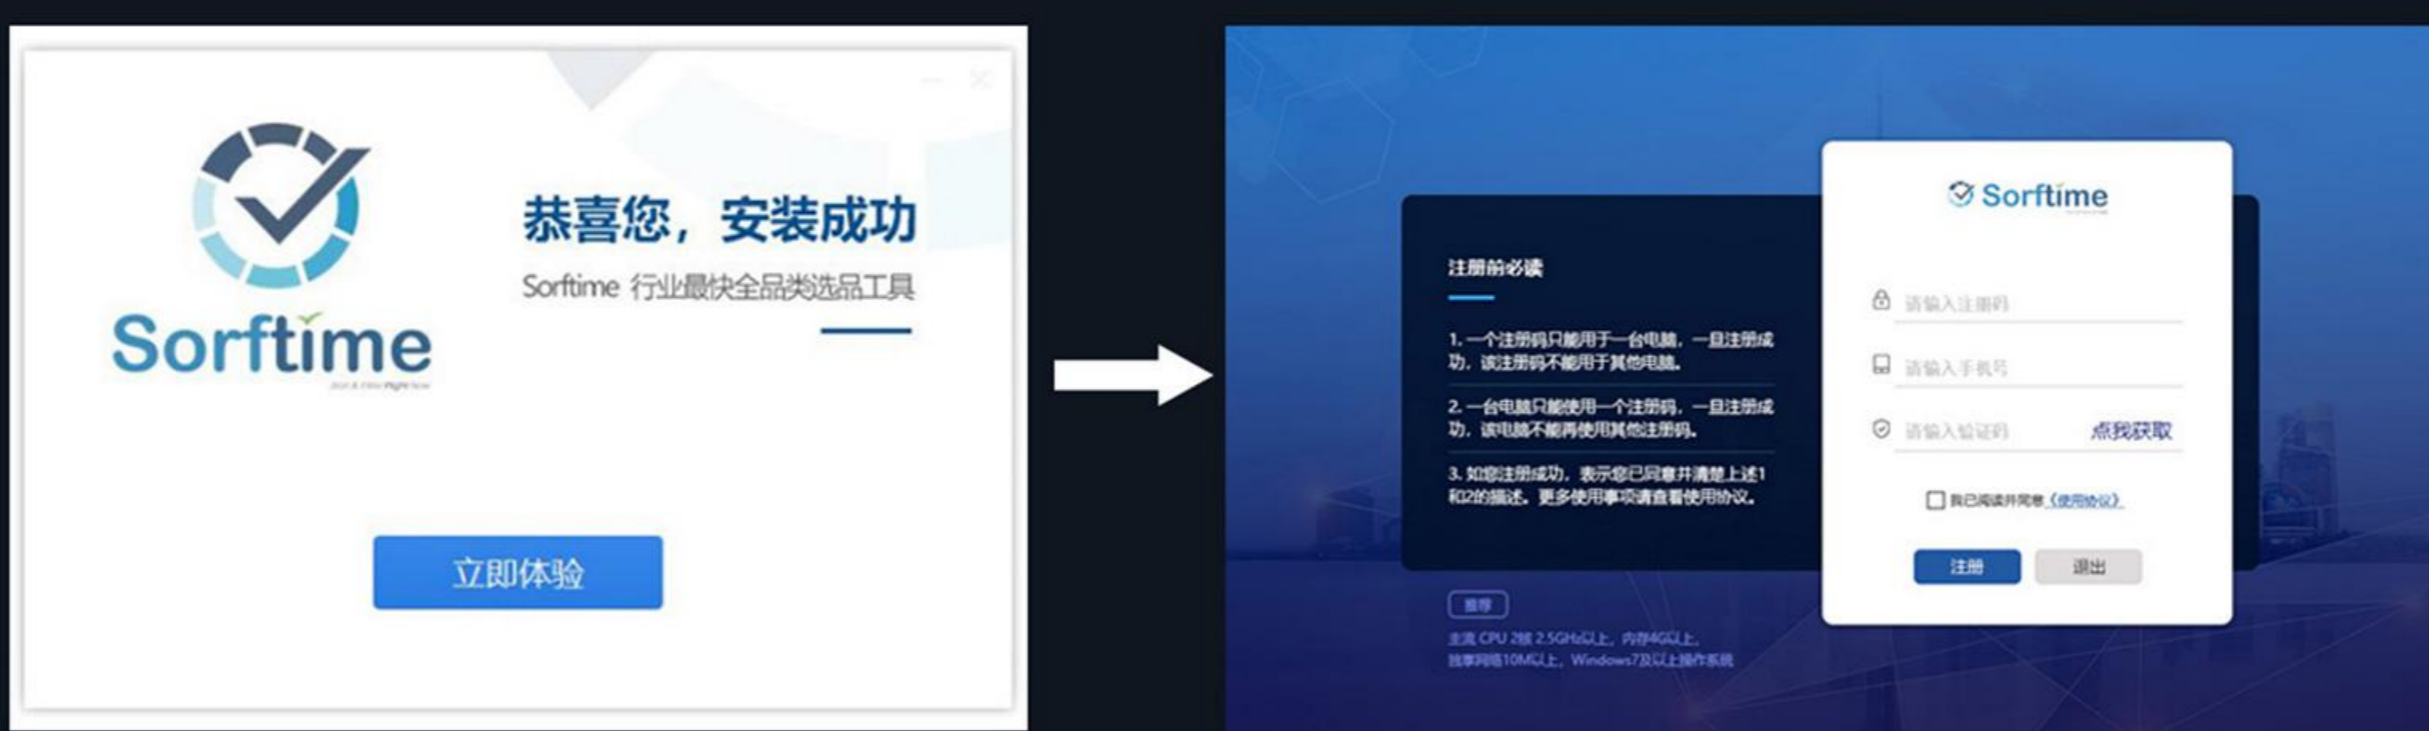 恭喜您，安装成功
Sorftime 行业最快全品类选品工具
Sorftime
立即体验
Sorftime
注册前必读
1. 一个注册码只能用于一台电脑，一旦注册成
功，该注册码不能用于其他电脑。
2. 一台电脑只能使用一个注册码，一旦注册成
功，该电脑不能再使用其他注册码。
3. 如您注册成功，表示您已同意并清楚上述1
和2的描述。更多使用事项请查看使用协议。
请输入注册码
请输入手机号
请输入验证码 点我获取
我已阅读并同意《使用协议》
注册 退出
推荐
主流 CPU 2核 2.5GHz以上，内存4G以上，
独享网络10M以上，Windows7及以上操作系统